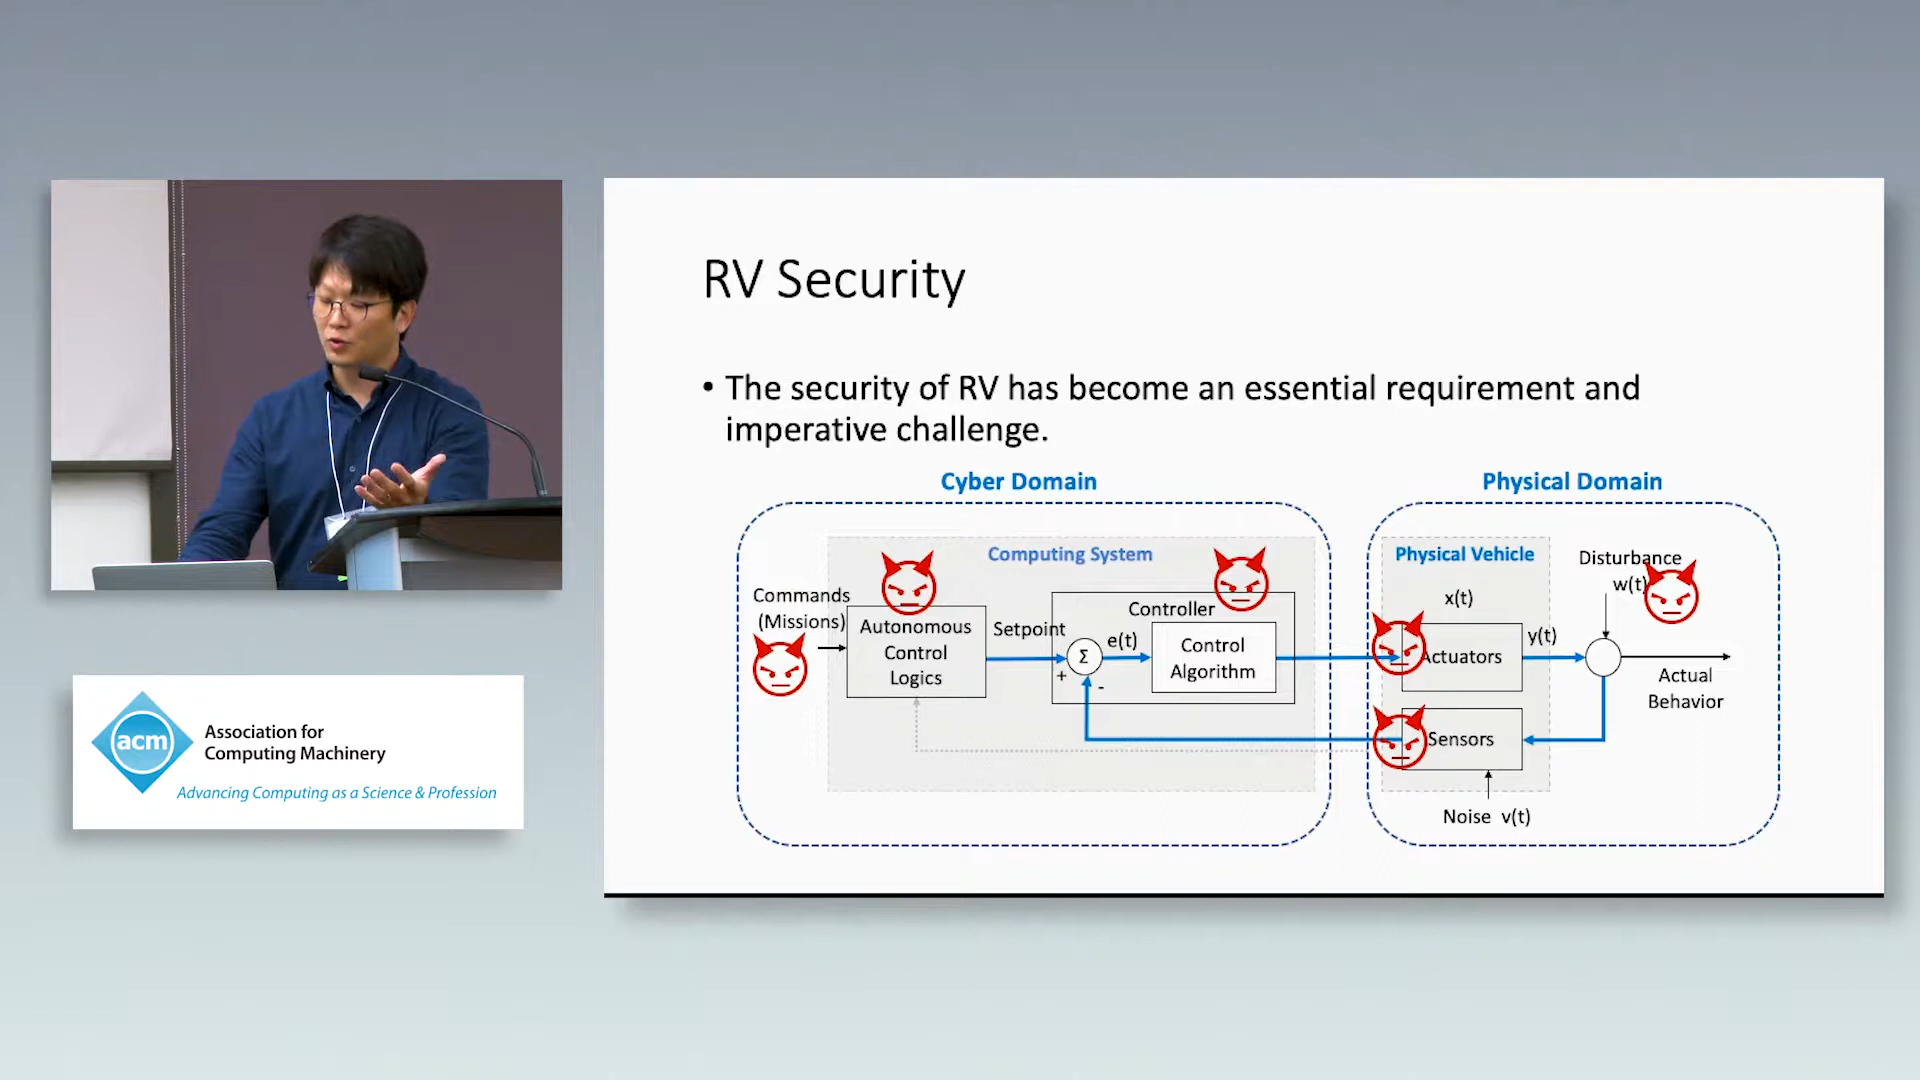 RV Security
• The security of RV has become an essential requirement and
imperative challenge.
Cyber Domain
Physical Domain
Computing System
Physical Vehicle
Disturbance
w(t)
Commands
(Missions)
Autonomous
Control
Logics
Setpoint
Σ
+
-
e(t)
Controller
Control
Algorithm
x(t)
Actuators
y(t)
Actual
Behavior
Sensors
Noise v(t)
acm
Association for
Computing Machinery
Advancing Computing as a Science & Profession